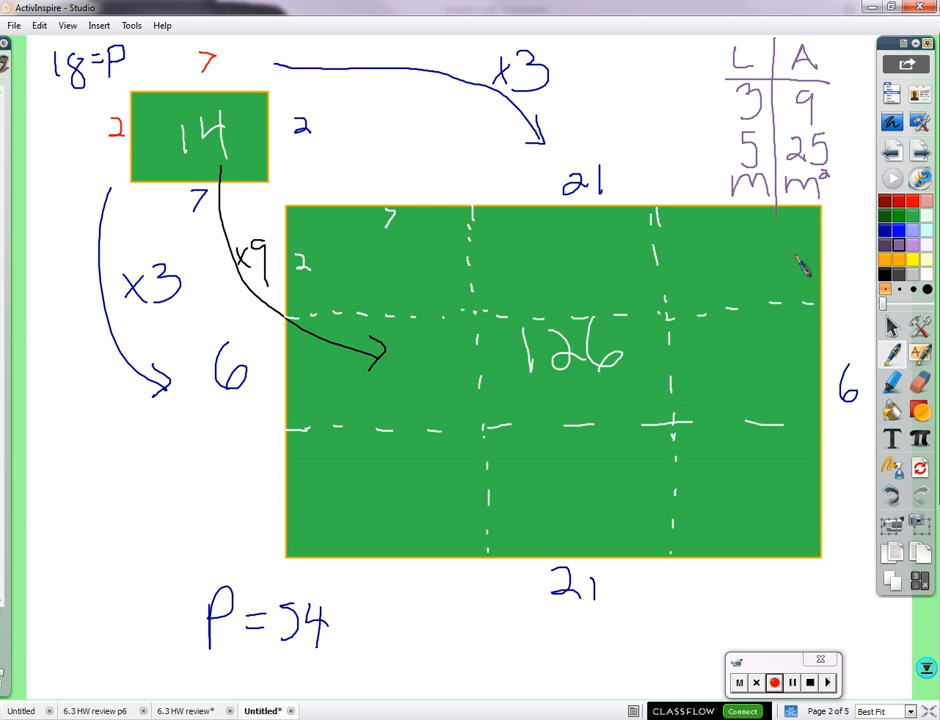 ActivInspire - Studio
File Edit View Insert Tools Help
18=P
7
x3
L A
3 9
5 25
m m²
2
14
2
7
21
x3
x9
7
2
6
126
6
21
P=54
M
Untitled
6.3 HW review p6
6.3 HW review*
Untitled*
CLASSFLOW
Connect
Page 2 of 5
Best Fit